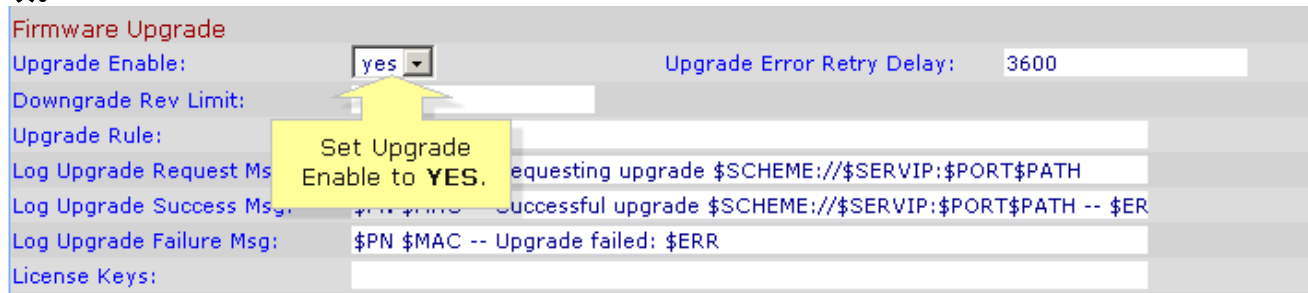 Firmware Upgrade
Upgrade Enable: yes Upgrade Error Retry Delay: 3600
Downgrade Rev Limit:
Upgrade Rule:
Set Upgrade
Enable to YES.
Log Upgrade Request Ms equesting upgrade $SCHEME://$SERVIP:$PORT$PATH
Log Upgrade Success Msg: $PN $MAC -- Successful upgrade $SCHEME://$SERVIP:$PORT$PATH -- $ER
Log Upgrade Failure Msg: $PN $MAC -- Upgrade failed: $ERR
License Keys: